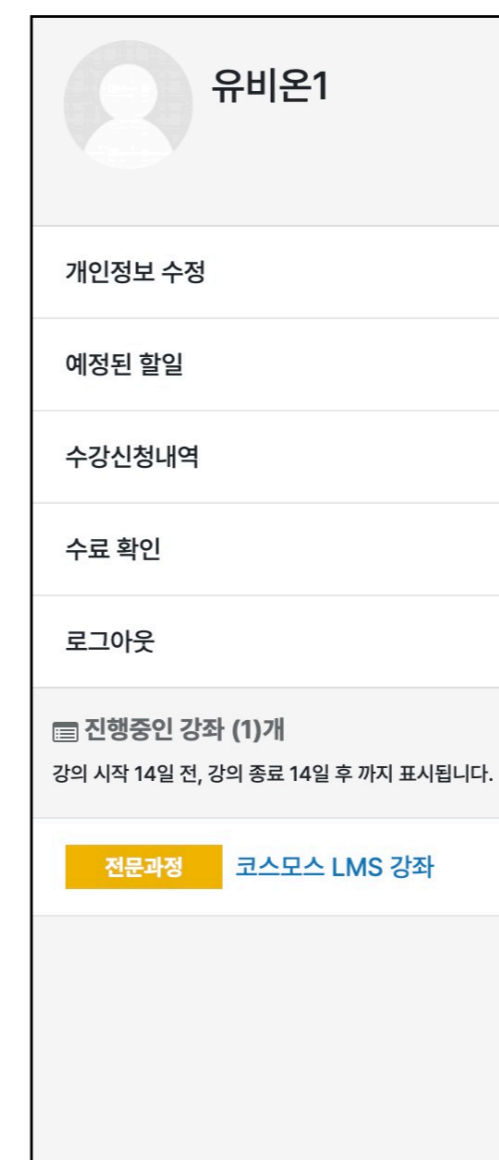 유비온1
개인정보 수정
예정된 할일
수강신청내역
수료 확인
로그아웃
진행중인 강좌 (1)개
강의 시작 14일 전, 강의 종료 14일 후 까지 표시됩니다.
전문과정 코스모스 LMS 강좌